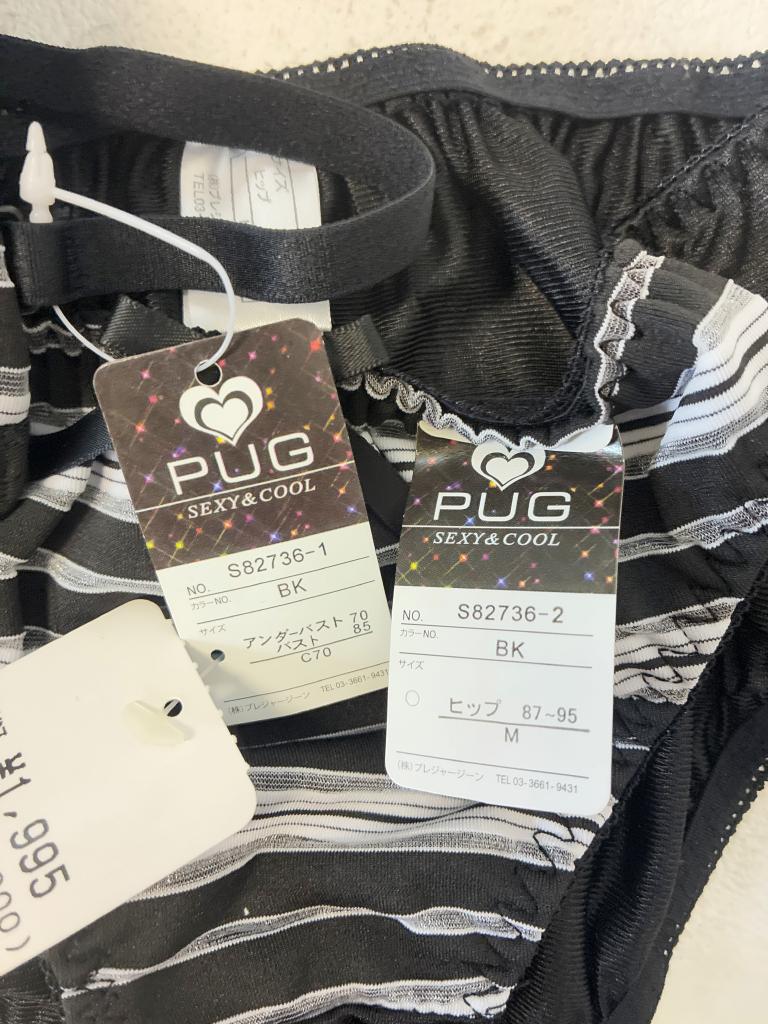 PUG
SEXY&COOL
NO. S82736-1
カラーNO. BK
サイズ
アンダーバスト 70
バスト 85
C70
(株)プレジャージーン TEL 03-3661-9431
PUG
SEXY&COOL
NO. S82736-2
カラーNO. BK
サイズ
ヒップ 87~95
M
(株)プレジャージーン TEL 03-3661-9431
¥1,995
ヒップ
TEL03-